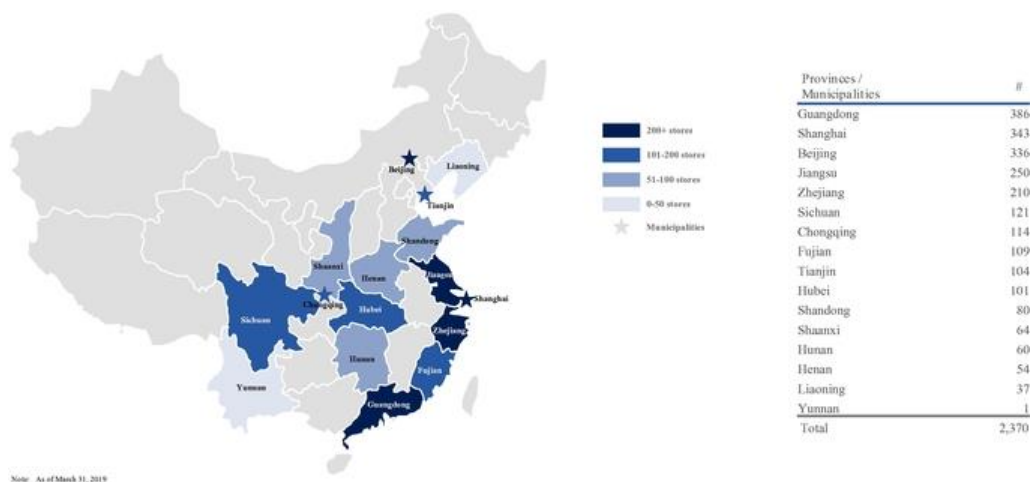 Beijing
Liaoning
Tianjin
Shandong
Shaanxi
Henan
Jiangsu
Shanghai
Chongqing
Hubei
Sichuan
Zhejiang
Hunan
Fujian
Yunnan
Guangdong
200+ stores
101-200 stores
51-100 stores
0-50 stores
Municipalities
Provinces /
Municipalities #
Guangdong 386
Shanghai 343
Beijing 336
Jiangsu 250
Zhejiang 210
Sichuan 121
Chongqing 114
Fujian 109
Tianjin 104
Hubei 101
Shandong 80
Shaanxi 64
Hunan 60
Henan 54
Liaoning 37
Yunnan 1
Total 2,370
Note As of March 31, 2019